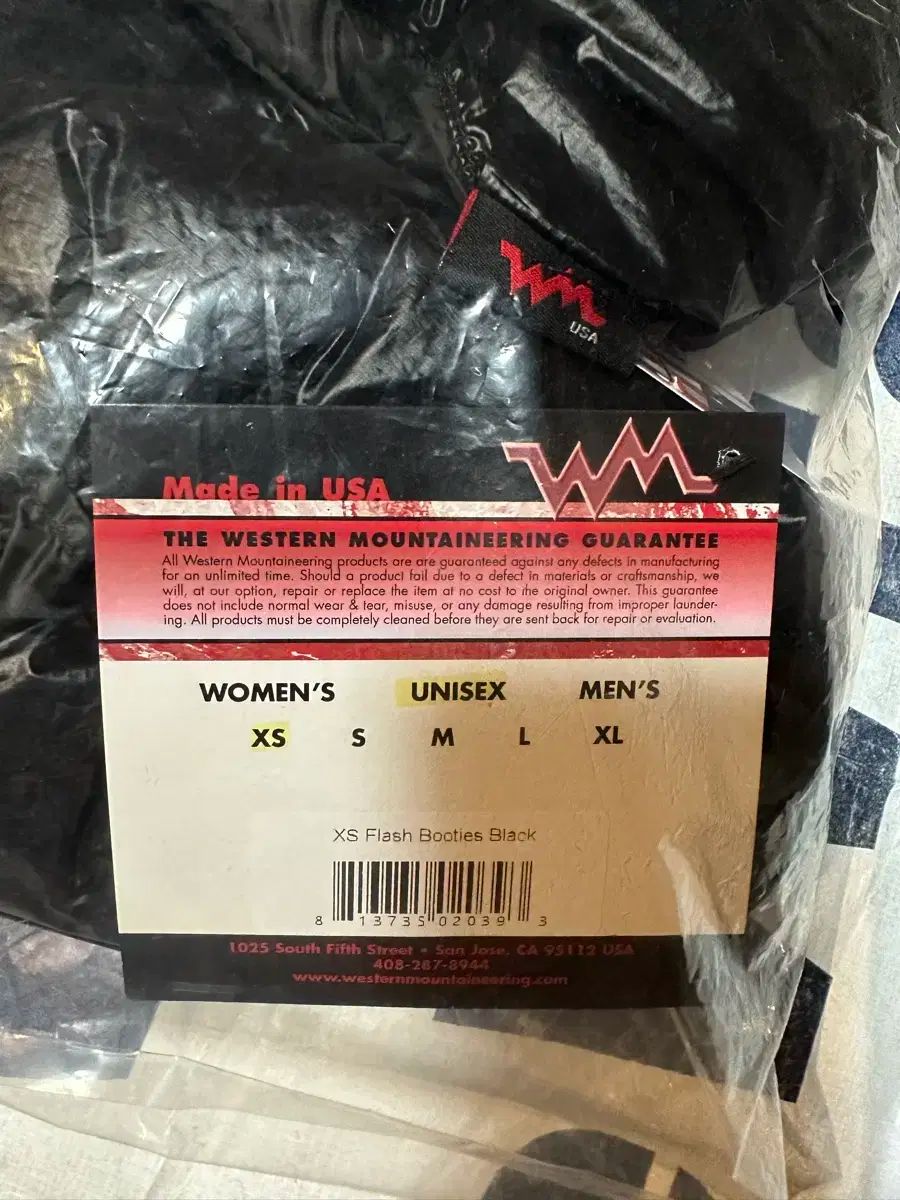 WM
USA
WM
Made in USA
THE WESTERN MOUNTAINEERING GUARANTEE
All Western Mountaineering products are are guaranteed against any defects in manufacturing
for an unlimited time. Should a product fail due to a defect in materials or craftsmanship, we
will, at our option, repair or replace the item at no cost to the original owner. This guarantee
does not include normal wear & tear, misuse, or any damage resulting from improper launder-
ing. All products must be completely cleaned before they are sent back for repair or evaluation.
WOMEN'S UNISEX MEN'S
XS S M L XL
XS Flash Booties Black
8 13735 02039 3
1025 South Fifth Street • San Jose, CA 95112 USA
408-287-8944
www.westernmountaineering.com